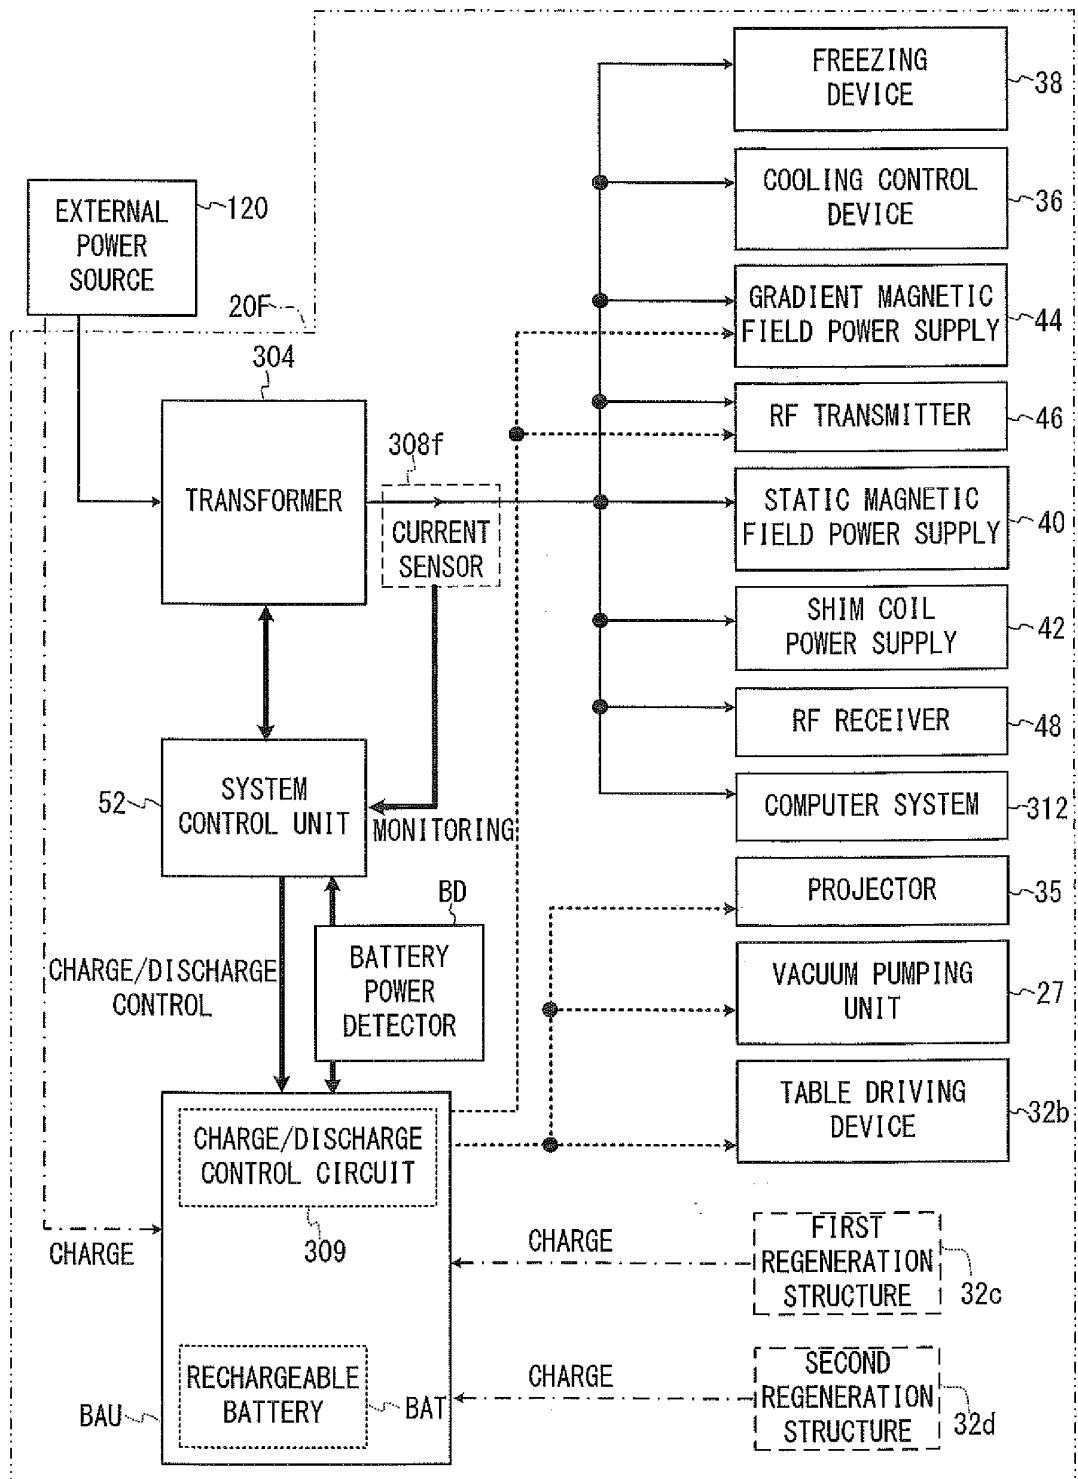 FREEZING
DEVICE
38
COOLING CONTROL
DEVICE
36
EXTERNAL
POWER
SOURCE
120
20F
GRADIENT MAGNETIC
FIELD POWER SUPPLY
44
304
TRANSFORMER
308f
CURRENT
SENSOR
RF TRANSMITTER
46
STATIC MAGNETIC
FIELD POWER SUPPLY
40
SHIM COIL
POWER SUPPLY
42
RF RECEIVER
48
SYSTEM
CONTROL UNIT
52
MONITORING
COMPUTER SYSTEM
312
PROJECTOR
35
BD
BATTERY
POWER
DETECTOR
CHARGE/DISCHARGE
CONTROL
VACUUM PUMPING
UNIT
27
TABLE DRIVING
DEVICE
32b
CHARGE/DISCHARGE
CONTROL CIRCUIT
309
CHARGE
CHARGE
FIRST
REGENERATION
STRUCTURE
32c
RECHARGEABLE
BATTERY
BAT
BAU
CHARGE
SECOND
REGENERATION
STRUCTURE
32d